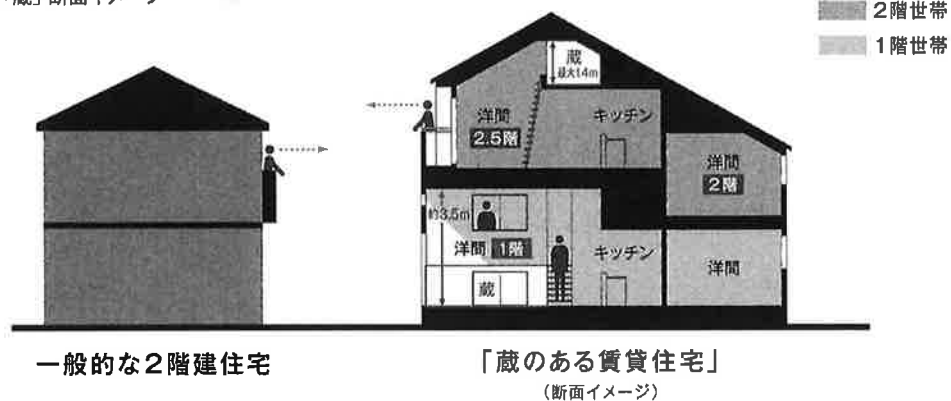 「蔵」断面イメージ
2階世帯
1階世帯
蔵
最大1.4m
洋間
2.5階
キッチン
洋間
2階
約3.5m
洋間 1階
蔵
キッチン
洋間
一般的な2階建住宅
「蔵のある賃貸住宅」
(断面イメージ)